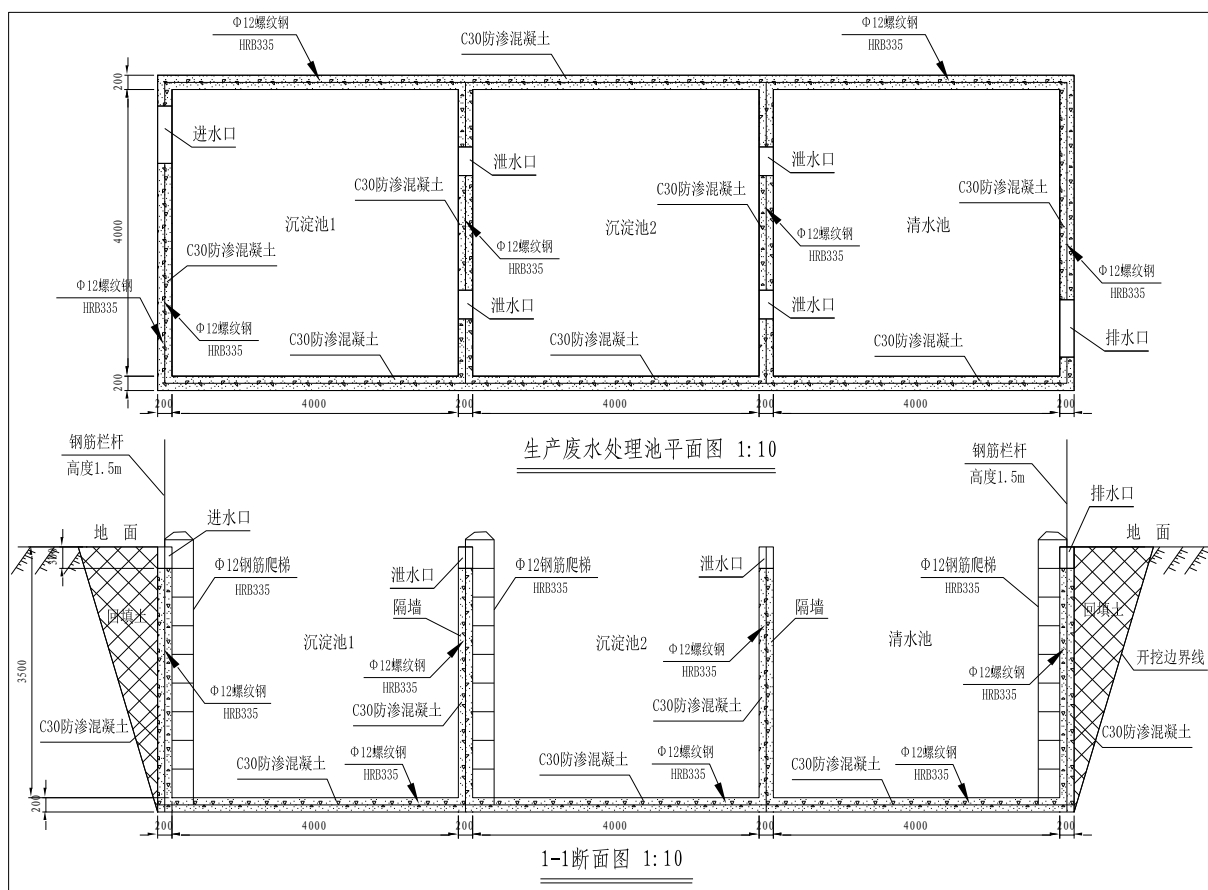 Φ12螺纹钢
HRB335
C30防渗混凝土
Φ12螺纹钢
HRB335
200
进水口
泄水口
泄水口
C30防渗混凝土
C30防渗混凝土
C30防渗混凝土
4000
沉淀池1
沉淀池2
清水池
C30防渗混凝土
Φ12螺纹钢
HRB335
Φ12螺纹钢
HRB335
Φ12螺纹钢
HRB335
Φ12螺纹钢
HRB335
泄水口
泄水口
Φ12螺纹钢
HRB335
C30防渗混凝土
C30防渗混凝土
C30防渗混凝土
排水口
200
200
4000
200
4000
200
4000
200
生产废水处理池平面图 1:10
钢筋栏杆
高度1.5m
钢筋栏杆
高度1.5m
地 面
进水口
排水口
地 面
Φ12钢筋爬梯
HRB335
泄水口
Φ12钢筋爬梯
HRB335
泄水口
Φ12钢筋爬梯
HRB335
回填土
隔墙
隔墙
回填土
沉淀池1
沉淀池2
清水池
3500
Φ12螺纹钢
HRB335
Φ12螺纹钢
HRB335
Φ12螺纹钢
HRB335
Φ12螺纹钢
HRB335
开挖边界线
C30防渗混凝土
C30防渗混凝土
C30防渗混凝土
C30防渗混凝土
Φ12螺纹钢
HRB335
Φ12螺纹钢
HRB335
Φ12螺纹钢
HRB335
C30防渗混凝土
C30防渗混凝土
C30防渗混凝土
200
200
4000
200
4000
200
4000
200
1-1断面图 1:10